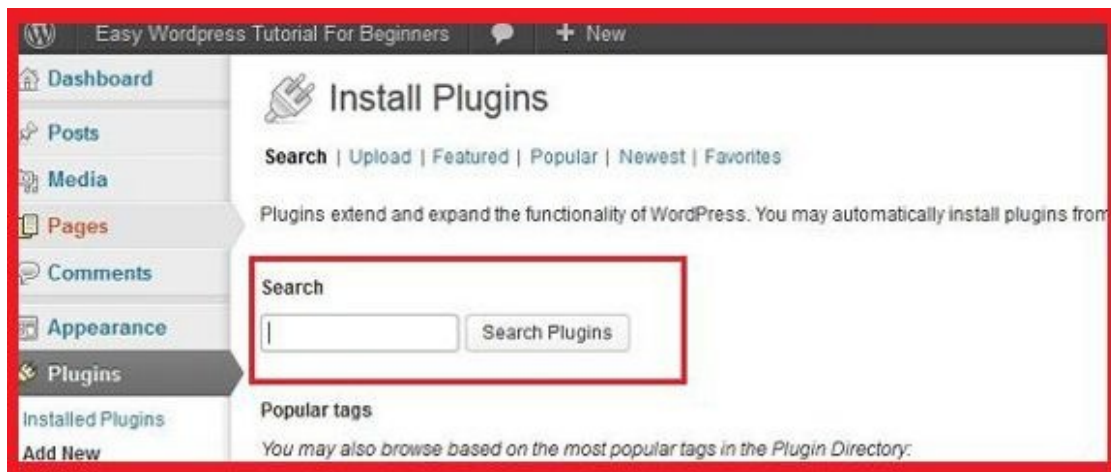 Easy Wordpress Tutorial For Beginners + New
Dashboard
Posts
Media
Pages
Comments
Appearance
Plugins
Installed Plugins
Add New
Install Plugins
Search | Upload | Featured | Popular | Newest | Favorites
Plugins extend and expand the functionality of WordPress. You may automatically install plugins from
Search
Search Plugins
Popular tags
You may also browse based on the most popular tags in the Plugin Directory: